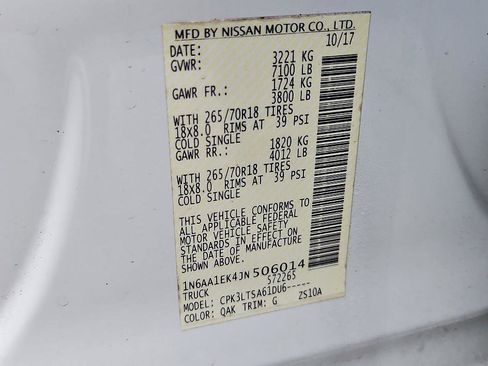 MFD BY NISSAN MOTOR CO., LTD.
DATE: 10/17
GVWR: 3221 KG
7100 LB
GAWR FR.: 1724 KG
3800 LB
WITH 265/70R18 TIRES
18x8.0 RIMS AT 39 PSI
COLD SINGLE
GAWR RR.: 1820 KG
4012 LB
WITH 265/70R18 TIRES
18x8.0 RIMS AT 39 PSI
COLD SINGLE
THIS VEHICLE CONFORMS TO
ALL APPLICABLE FEDERAL
MOTOR VEHICLE SAFETY
STANDARDS IN EFFECT ON
THE DATE OF MANUFACTURE
1N6AA1EK4JN506014
TRUCK S72265
MODEL: CPK3LTSA61DU6-----
COLOR: QAK TRIM: G ZS10A